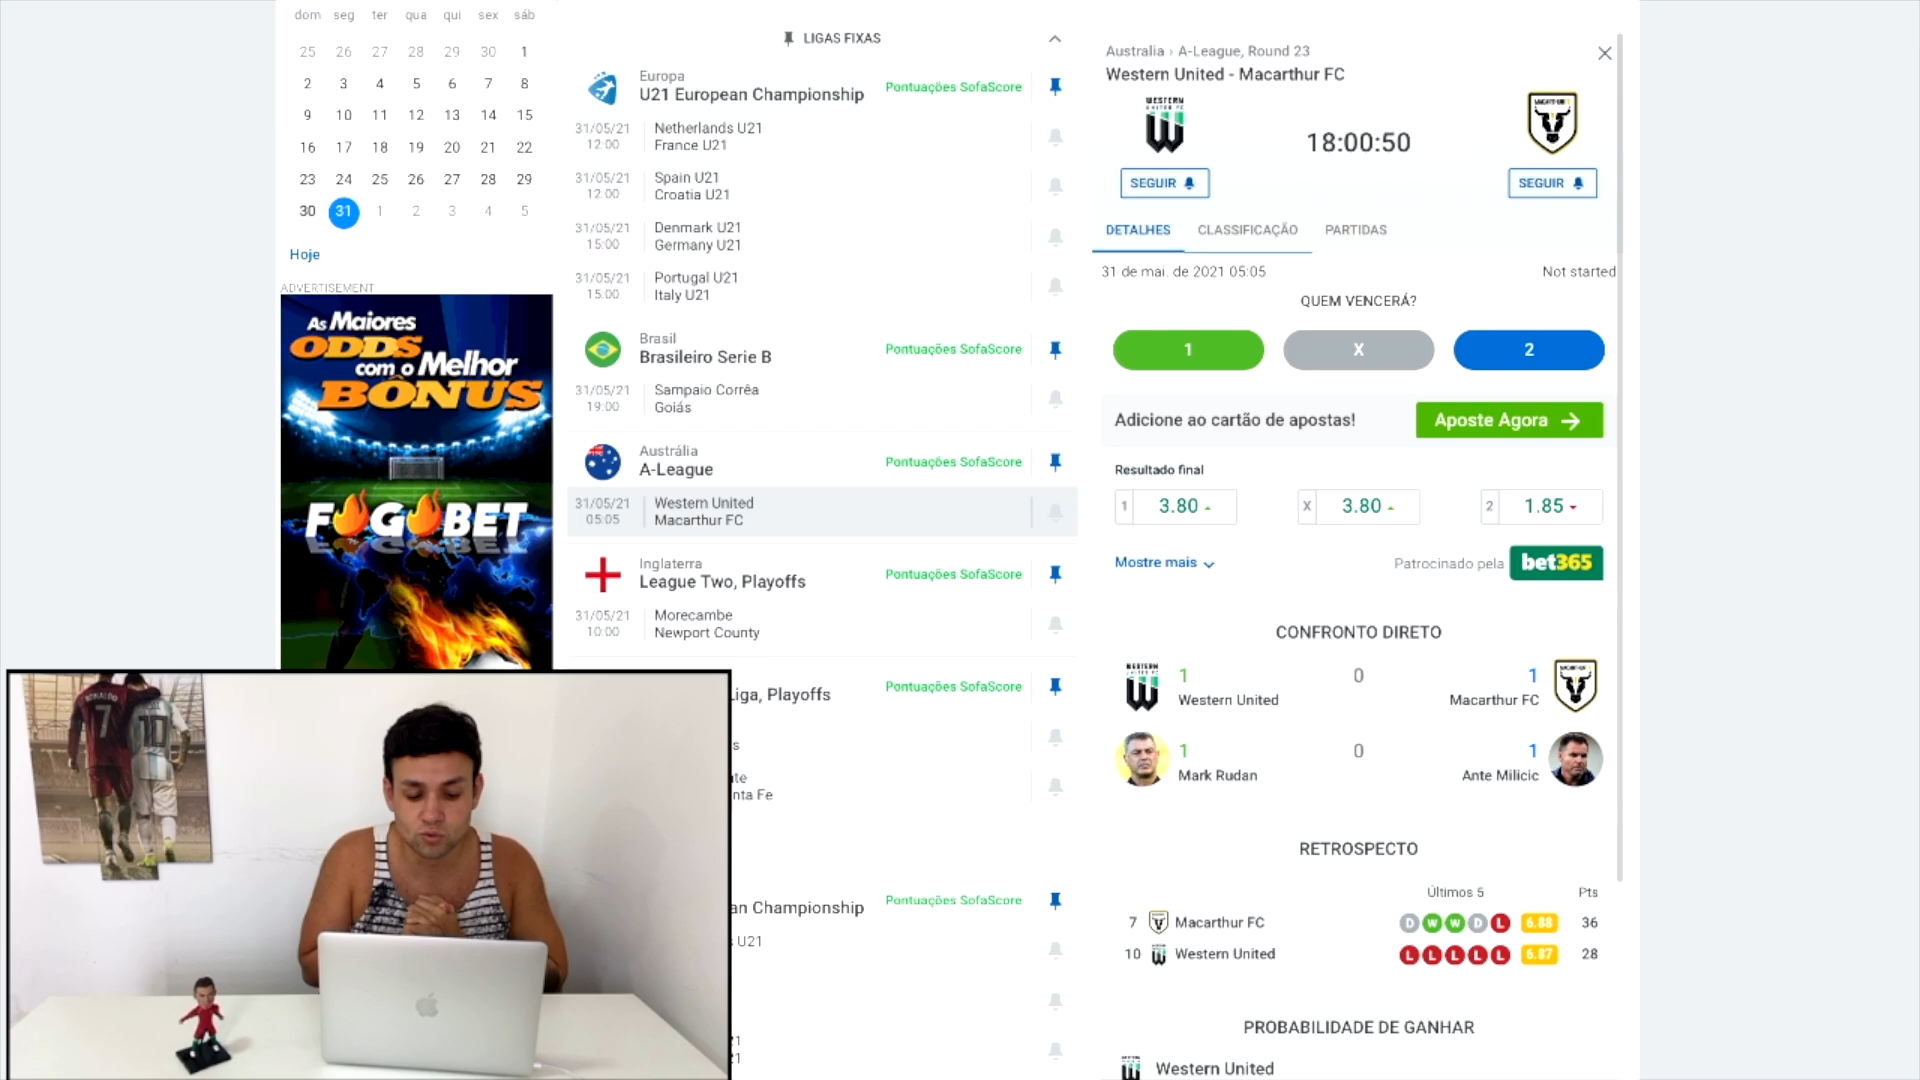 dom seg ter qua qui sex sáb
25 26 27 28 29 30 1
2 3 4 5 6 7 8
9 10 11 12 13 14 15
16 17 18 19 20 21 22
23 24 25 26 27 28 29
30 31 1 2 3 4 5
Hoje
ADVERTISEMENT
As Maiores
ODDS
com o Melhor
BÔNUS
FOGOBET
RONALDO
7
10
LIGAS FIXAS
Europa
U21 European Championship
Pontuações SofaScore
31/05/21
12:00
Netherlands U21
France U21
31/05/21
12:00
Spain U21
Croatia U21
31/05/21
15:00
Denmark U21
Germany U21
31/05/21
15:00
Portugal U21
Italy U21
Brasil
Brasileiro Serie B
Pontuações SofaScore
31/05/21
19:00
Sampaio Corrêa
Goiás
Austrália
A-League
Pontuações SofaScore
31/05/21
05:05
Western United
Macarthur FC
Inglaterra
League Two, Playoffs
Pontuações SofaScore
31/05/21
10:00
Morecambe
Newport County
Liga, Playoffs
Pontuações SofaScore
s
te
nta Fe
an Championship
Pontuações SofaScore
U21
Australia › A-League, Round 23
Western United - Macarthur FC
WESTERN
UNITED FC
18:00:50
MACARTHUR
SEGUIR
SEGUIR
DETALHES CLASSIFICAÇÃO PARTIDAS
31 de mai. de 2021 05:05
Not started
QUEM VENCERÁ?
1 X 2
Adicione ao cartão de apostas!
Aposte Agora →
Resultado final
1 3.80 X 3.80 2 1.85
Mostre mais
Patrocinado pela bet365
CONFRONTO DIRETO
1 0 1
Western United Macarthur FC
1 0 1
Mark Rudan Ante Milicic
RETROSPECTO
Últimos 5 Pts
7 Macarthur FC D W W D L 6.88 36
10 Western United L L L L L 6.87 28
PROBABILIDADE DE GANHAR
Western United